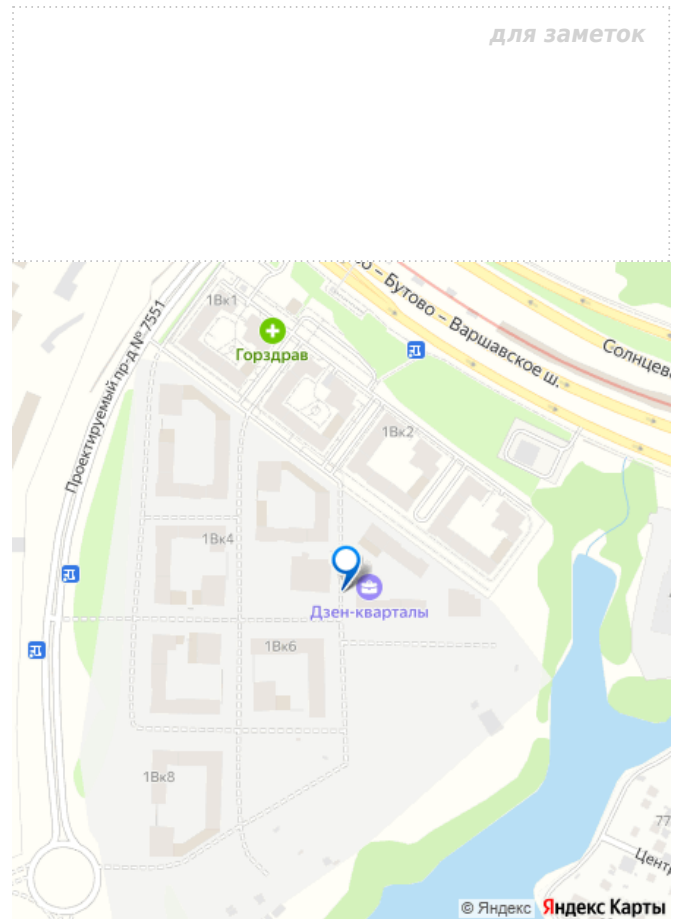 для заметок
1Вк1
Горздрав
Бутово – Варшавское ш.
Солнцев
Проектируемый пр-д № 7551
1Вк2
1Вк4
Дзен-кварталы
1Вк6
1Вк8
77
Центр
© Яндекс Яндекс Карты